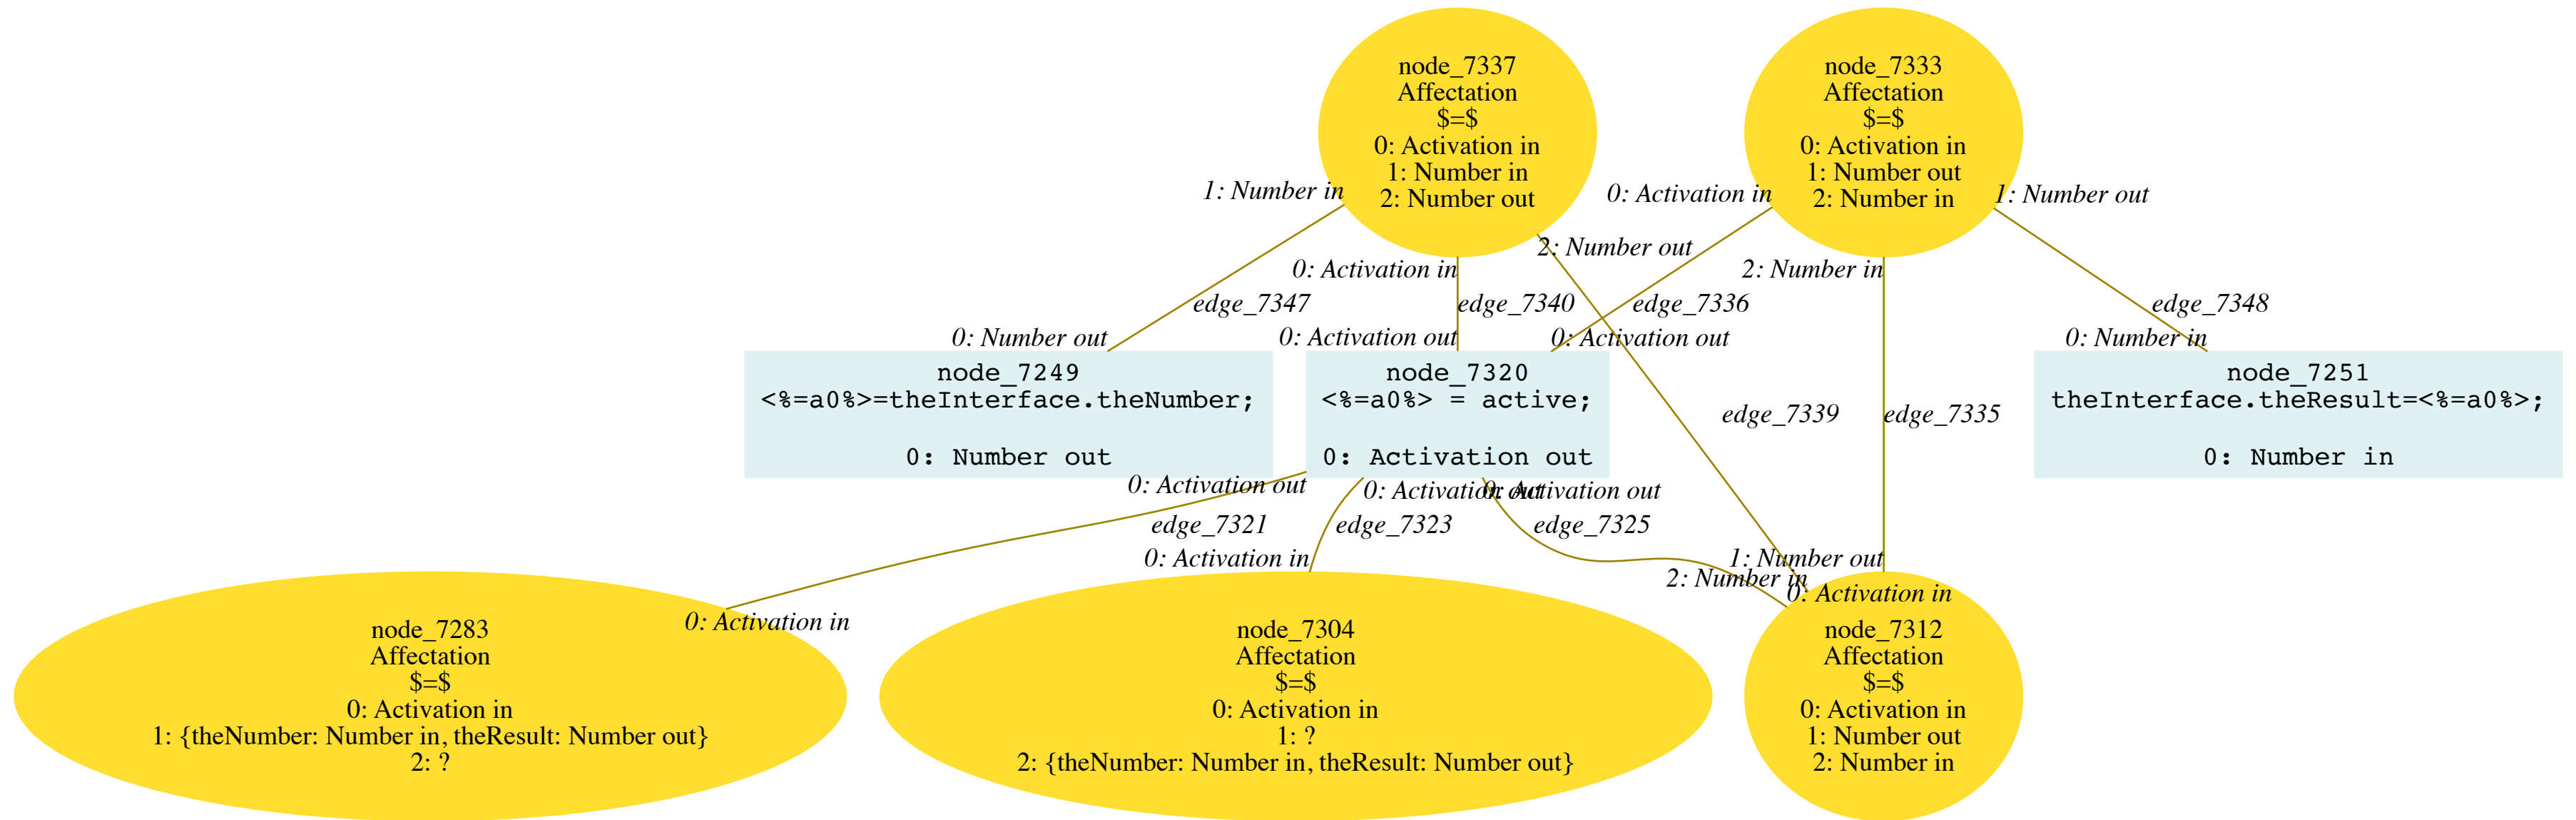 node_7337
Affectation
$=$
0: Activation in
1: Number in
2: Number out
node_7333
Affectation
$=$
0: Activation in
1: Number out
2: Number in
1: Number in
0: Activation in
1: Number out
2: Number out
0: Activation in
2: Number in
edge_7347
edge_7340
edge_7336
edge_7348
0: Number out
0: Activation out
0: Activation out
0: Number in
node_7249
<%=a0%>=theInterface.theNumber;
0: Number out
node_7320
<%=a0%> = active;
0: Activation out
edge_7339
edge_7335
node_7251
theInterface.theResult=<%=a0%>;
0: Number in
0: Activation out
0: Activation out
0: Activation out
edge_7321
edge_7323
edge_7325
0: Activation in
1: Number out
2: Number in
0: Activation in
0: Activation in
node_7283
Affectation
$=$
0: Activation in
1: {theNumber: Number in, theResult: Number out}
2: ?
node_7304
Affectation
$=$
0: Activation in
1: ?
2: {theNumber: Number in, theResult: Number out}
node_7312
Affectation
$=$
0: Activation in
1: Number out
2: Number in